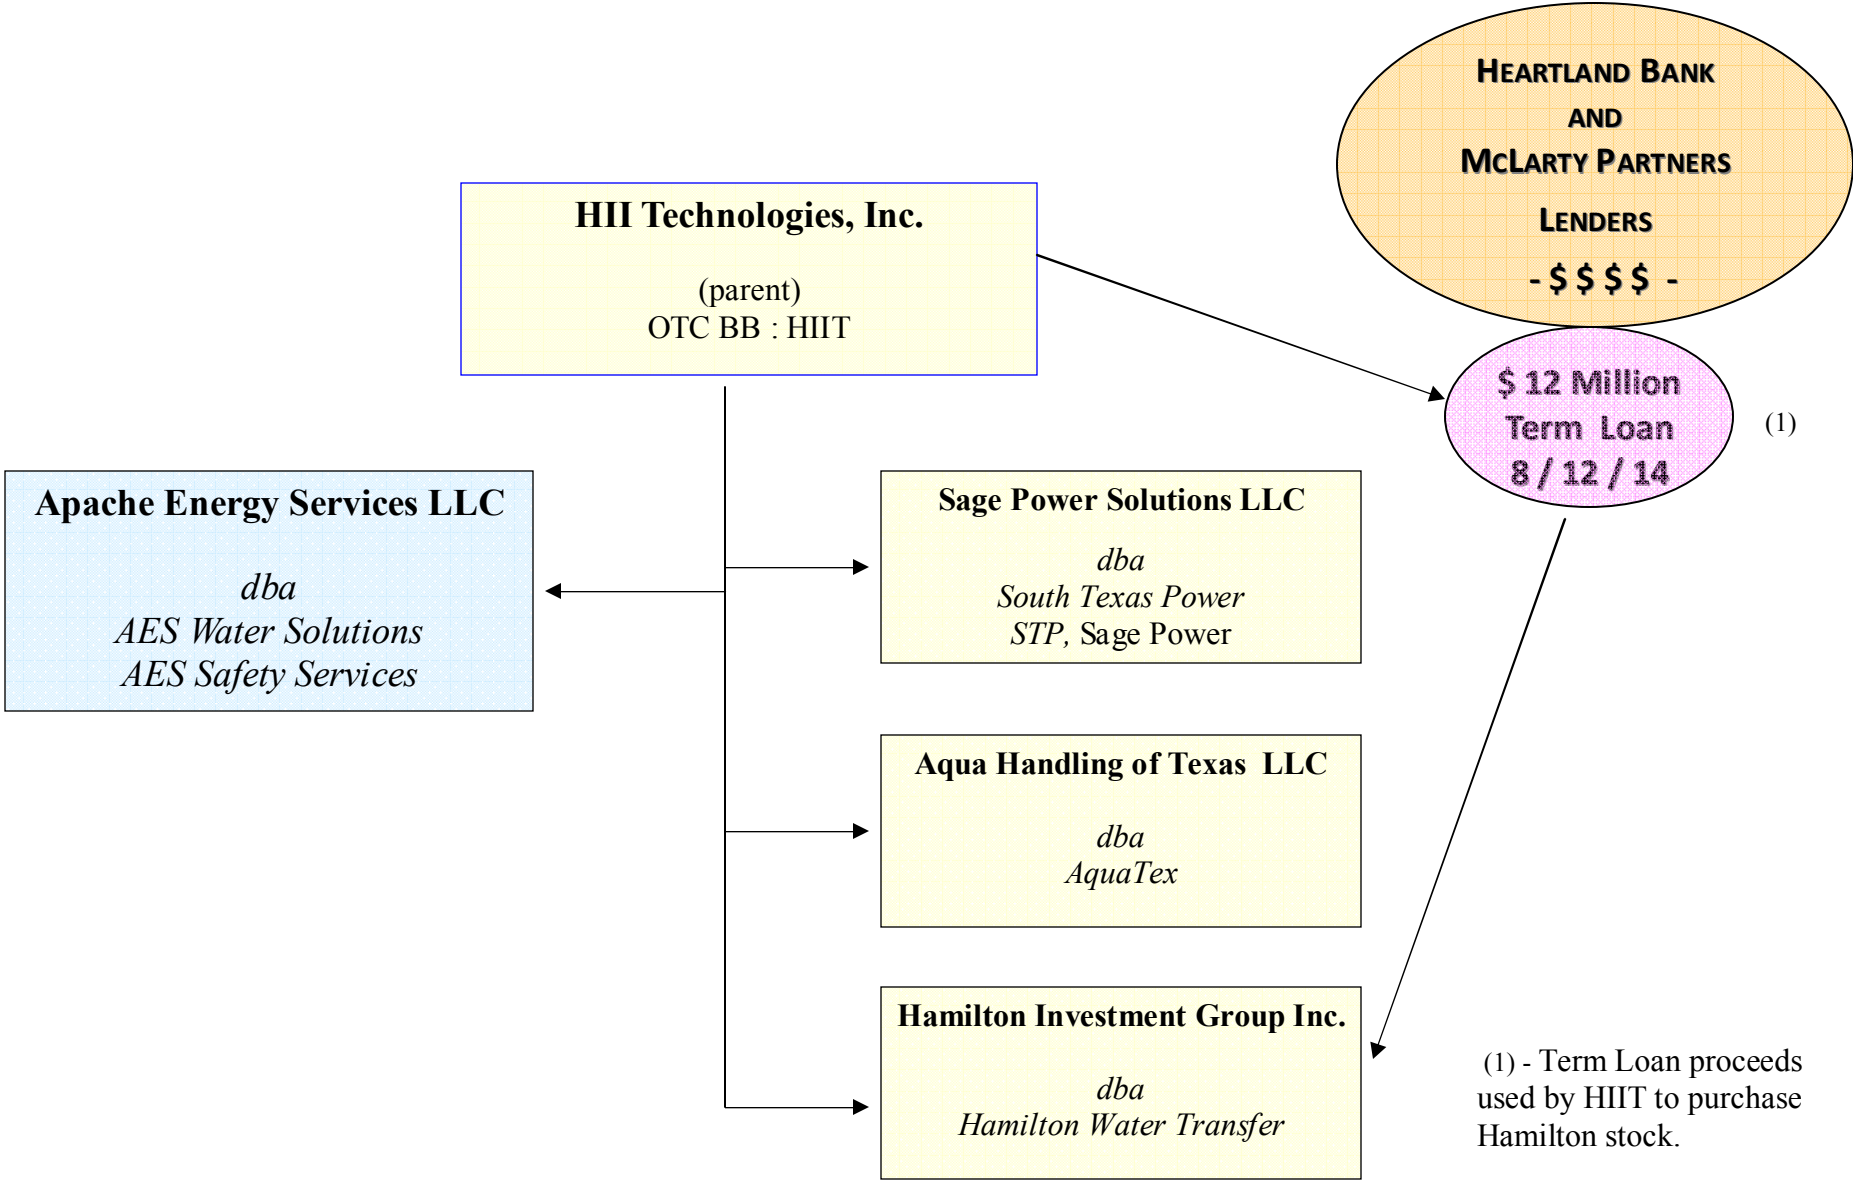 HEARTLAND BANK
AND
MCLARTY PARTNERS
LENDERS
- $ $ $ $ -
HII Technologies, Inc.
(parent)
OTC BB : HIIT
$ 12 Million
Term Loan
8 / 12 / 14
(1)
Apache Energy Services LLC
dba
AES Water Solutions
AES Safety Services
Sage Power Solutions LLC
dba
South Texas Power
STP, Sage Power
Aqua Handling of Texas LLC
dba
AquaTex
Hamilton Investment Group Inc.
dba
Hamilton Water Transfer
(1) - Term Loan proceeds
used by HIIT to purchase
Hamilton stock.